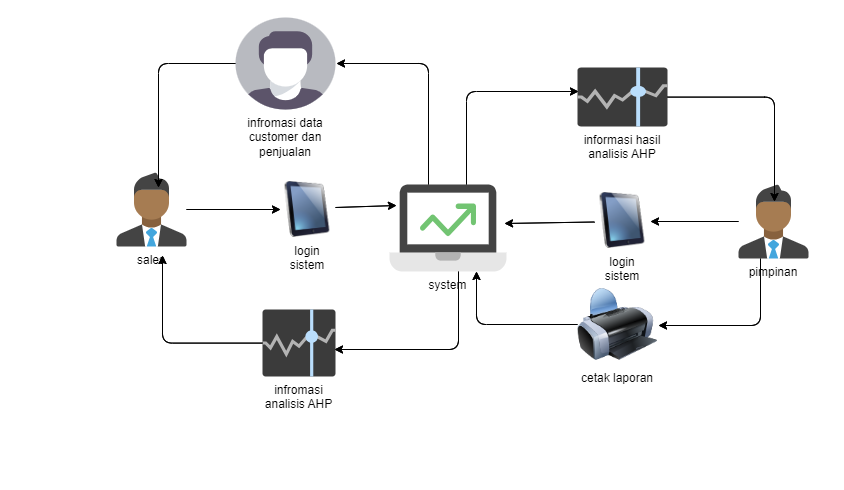 infromasi data
customer dan
penjualan
informasi hasil
analisis AHP
sales
login
sistem
system
login
sistem
pimpinan
infromasi
analisis AHP
cetak laporan